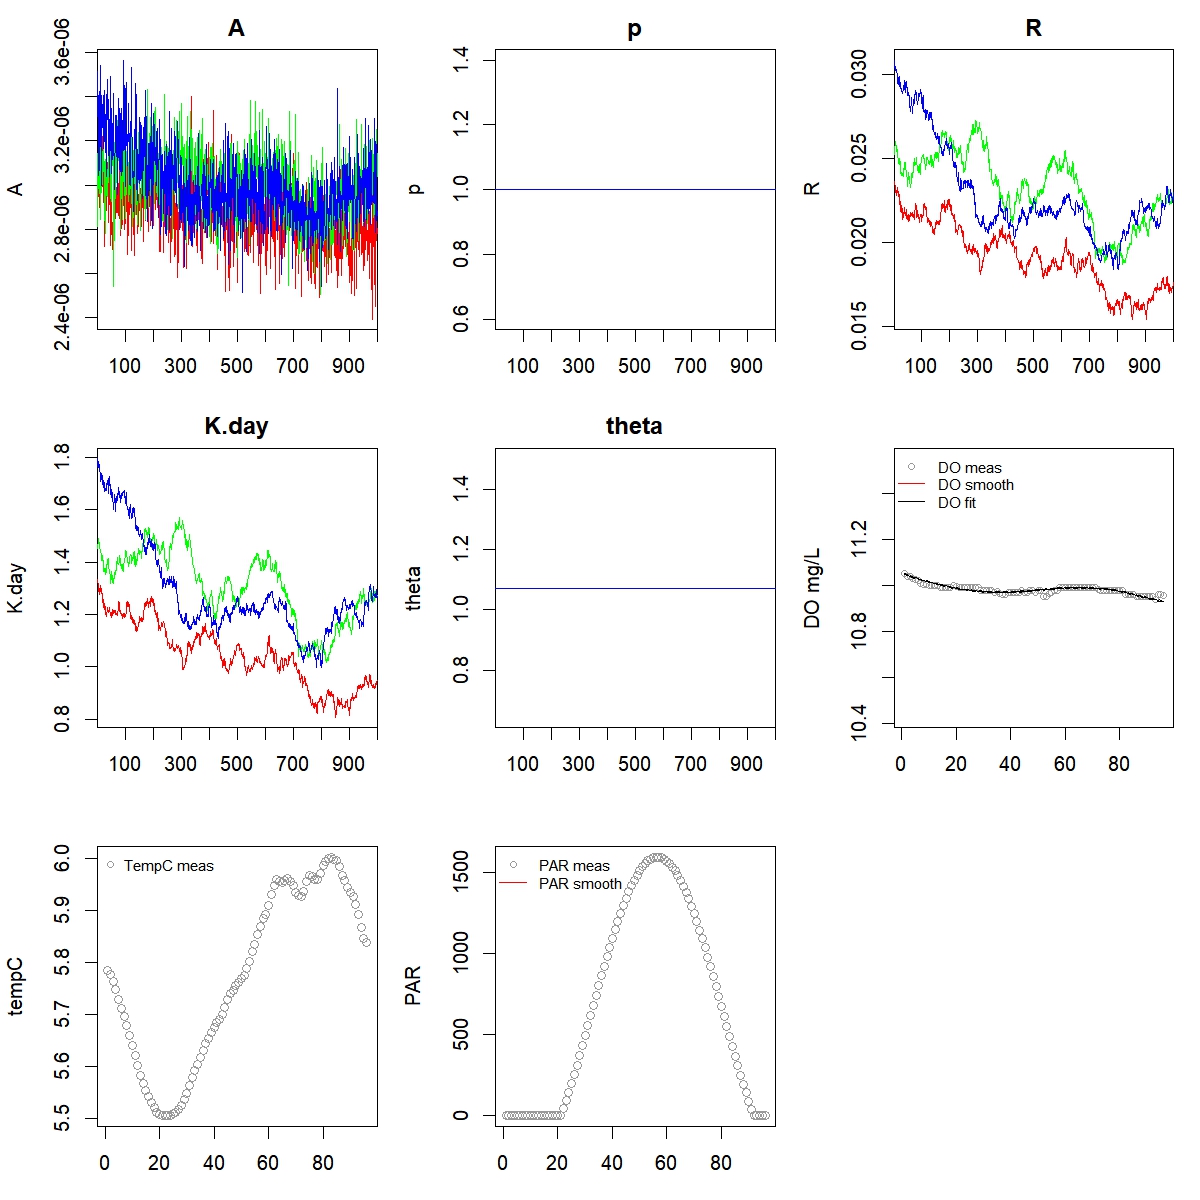 A
A
3.6e-06
3.2e-06
2.8e-06
2.4e-06
100 300 500 700 900
p
p
1.4
1.2
1.0
0.8
0.6
100 300 500 700 900
R
R
0.030
0.025
0.020
0.015
100 300 500 700 900
K.day
K.day
1.8
1.6
1.4
1.2
1.0
0.8
100 300 500 700 900
theta
theta
1.4
1.2
1.0
0.8
100 300 500 700 900
DO mg/L
11.2
10.8
10.4
DO meas
DO smooth
DO fit
0 20 40 60 80
tempC
6.0
5.9
5.8
5.7
5.6
5.5
TempC meas
0 20 40 60 80
PAR
1500
1000
500
0
PAR meas
PAR smooth
0 20 40 60 80